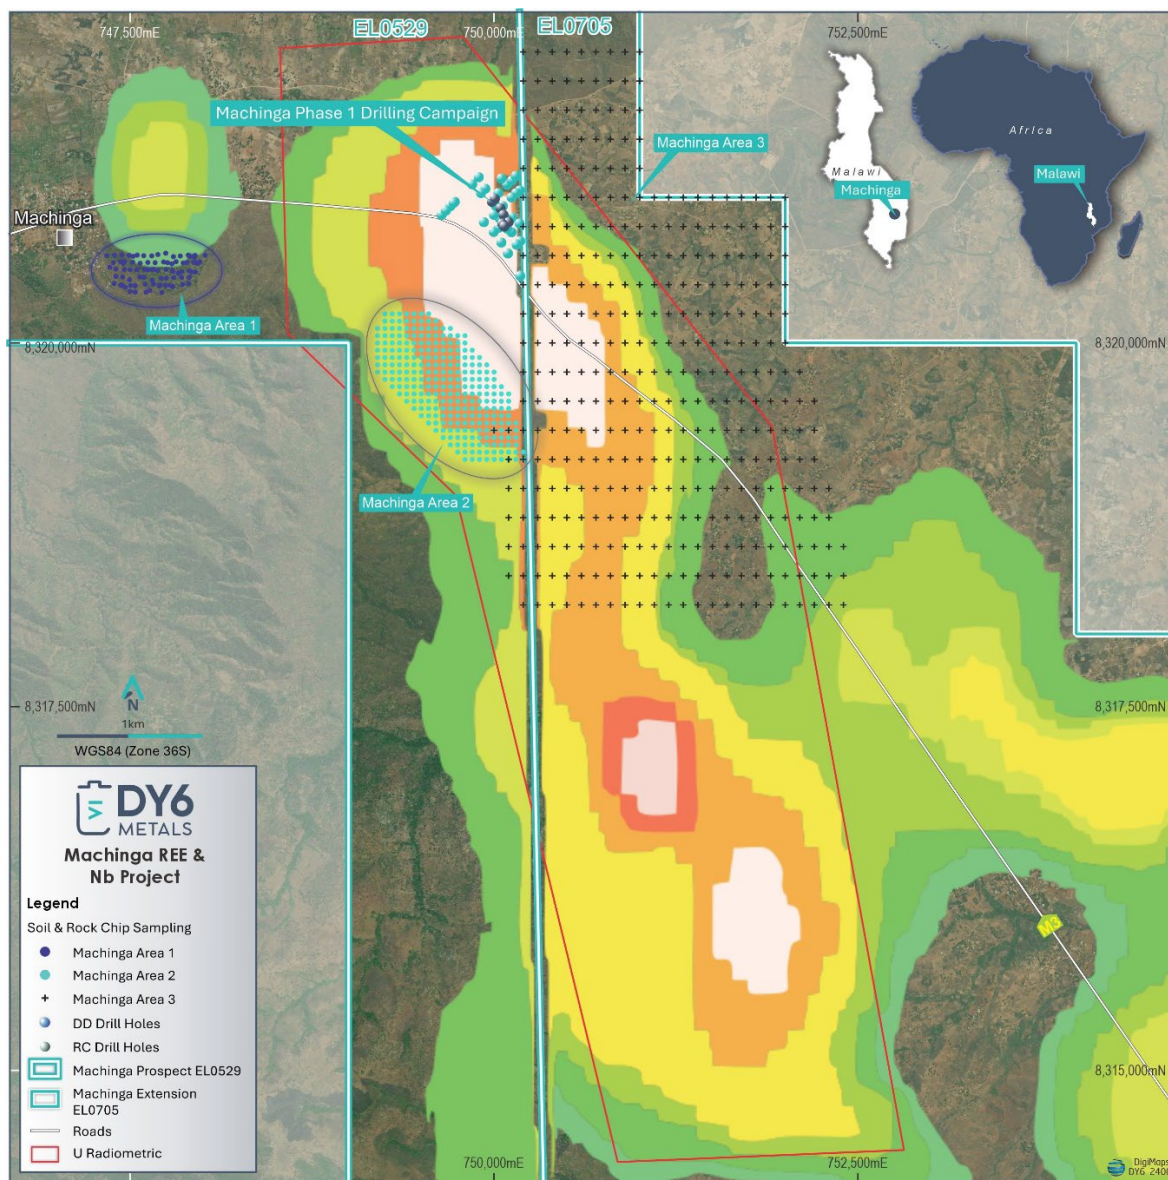 747,500mE
EL0529
750,000mE
EL0705
752,500mE
Machinga Phase 1 Drilling Campaign
Machinga Area 3
Africa
Malawi
Malawi
Machinga
Machinga
Machinga Area 1
8,320,000mN
8,320,000mN
Machinga Area 2
8,317,500mN
8,317,500mN
N
1km
WGS84 (Zone 36S)
DY6
METALS
Machinga REE &
Nb Project
Legend
Soil & Rock Chip Sampling
Machinga Area 1
Machinga Area 2
Machinga Area 3
DD Drill Holes
RC Drill Holes
Machinga Prospect EL0529
Machinga Extension
EL0705
Roads
U Radiometric
M3
8,315,000mN
750,000mE
752,500mE
DigiMaps